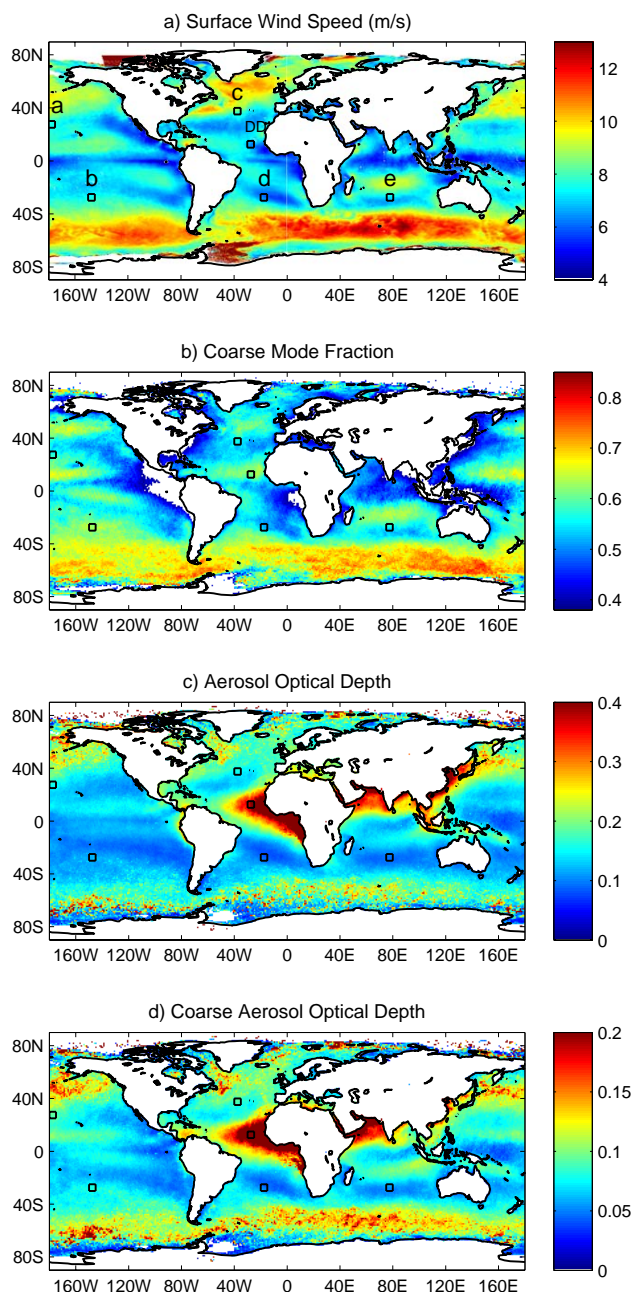 a) Surface Wind Speed (m/s)
80N
40N
0
40S
80S
a
b
c
DD
d
e
160W 120W 80W 40W 0 40E 80E 120E 160E
12
10
8
6
4
b) Coarse Mode Fraction
80N
40N
0
40S
80S
160W 120W 80W 40W 0 40E 80E 120E 160E
0.8
0.7
0.6
0.5
0.4
c) Aerosol Optical Depth
80N
40N
0
40S
80S
160W 120W 80W 40W 0 40E 80E 120E 160E
0.4
0.3
0.2
0.1
0
d) Coarse Aerosol Optical Depth
80N
40N
0
40S
80S
160W 120W 80W 40W 0 40E 80E 120E 160E
0.2
0.15
0.1
0.05
0